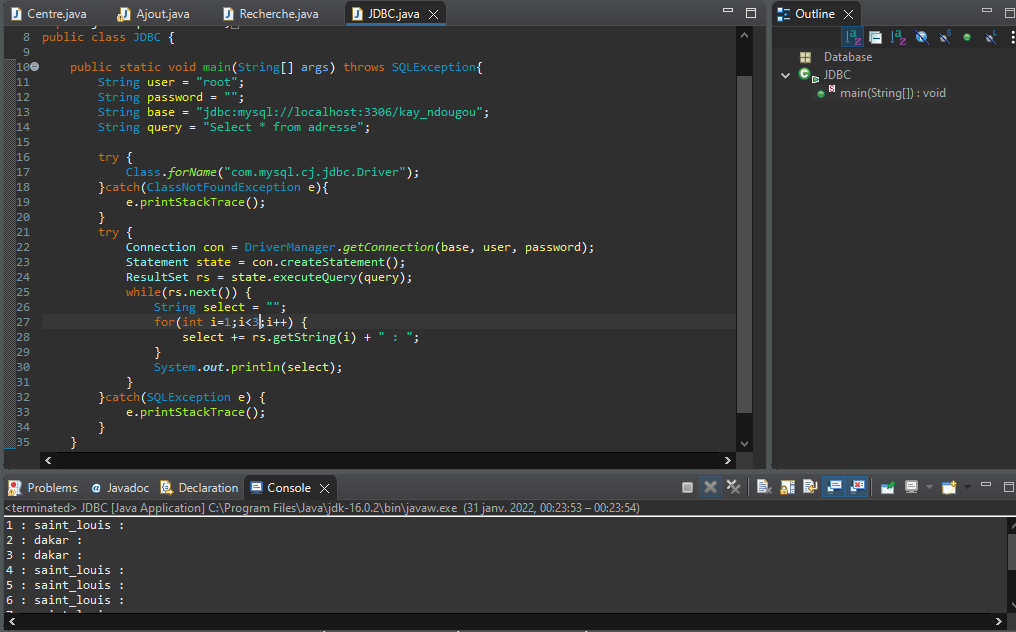 Centre.java Ajout.java Recherche.java JDBC.java Outline
8 public class JDBC {
9
10 public static void main(String[] args) throws SQLException{
11 String user = "root";
12 String password = "";
13 String base = "jdbc:mysql://localhost:3306/kay_ndougou";
14 String query = "Select * from adresse";
15
16 try {
17 Class.forName("com.mysql.cj.jdbc.Driver");
18 }catch(ClassNotFoundException e){
19 e.printStackTrace();
20 }
21 try {
22 Connection con = DriverManager.getConnection(base, user, password);
23 Statement state = con.createStatement();
24 ResultSet rs = state.executeQuery(query);
25 while(rs.next()) {
26 String select = "";
27 for(int i=1;i<3;i++) {
28 select += rs.getString(i) + " : ";
29 }
30 System.out.println(select);
31 }
32 }catch(SQLException e) {
33 e.printStackTrace();
34 }
35 }
Database
JDBC
main(String[]) : void
Problems Javadoc Declaration Console
<terminated> JDBC [Java Application] C:\Program Files\Java\jdk-16.0.2\bin\javaw.exe (31 janv. 2022, 00:23:53 – 00:23:54)
1 : saint_louis :
2 : dakar :
3 : dakar :
4 : saint_louis :
5 : saint_louis :
6 : saint_louis :